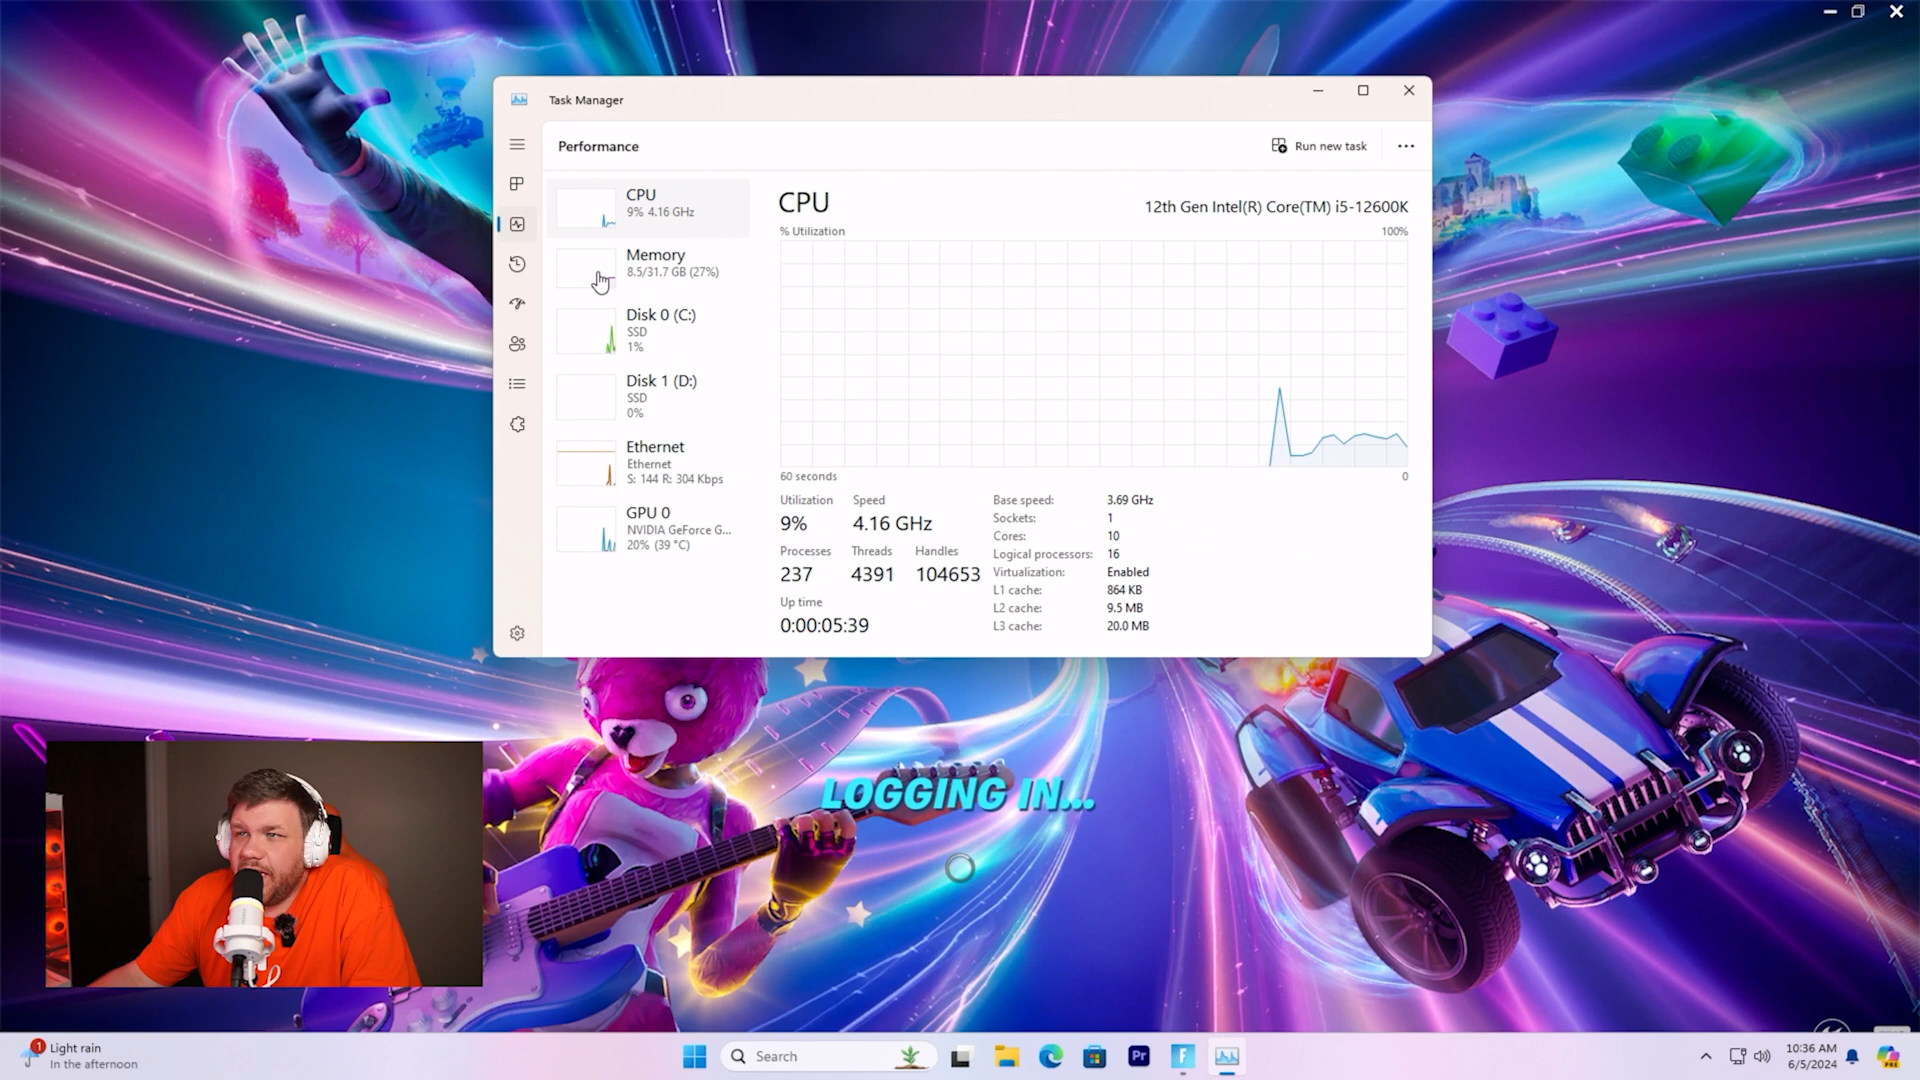 Task Manager
Performance
Run new task
CPU
9% 4.16 GHz
Memory
8.5/31.7 GB (27%)
Disk 0 (C:)
SSD
1%
Disk 1 (D:)
SSD
0%
Ethernet
Ethernet
S: 144 R: 304 Kbps
GPU 0
NVIDIA GeForce G...
20% (39 °C)
CPU
12th Gen Intel(R) Core(TM) i5-12600K
% Utilization
100%
60 seconds
0
Utilization
Speed
9%
4.16 GHz
Processes
Threads
Handles
237
4391
104653
Up time
0:00:05:39
Base speed:
3.69 GHz
Sockets:
1
Cores:
10
Logical processors:
16
Virtualization:
Enabled
L1 cache:
864 KB
L2 cache:
9.5 MB
L3 cache:
20.0 MB
LOGGING IN...
1
Light rain
In the afternoon
Search
Pr
F
10:36 AM
6/5/2024
PRE